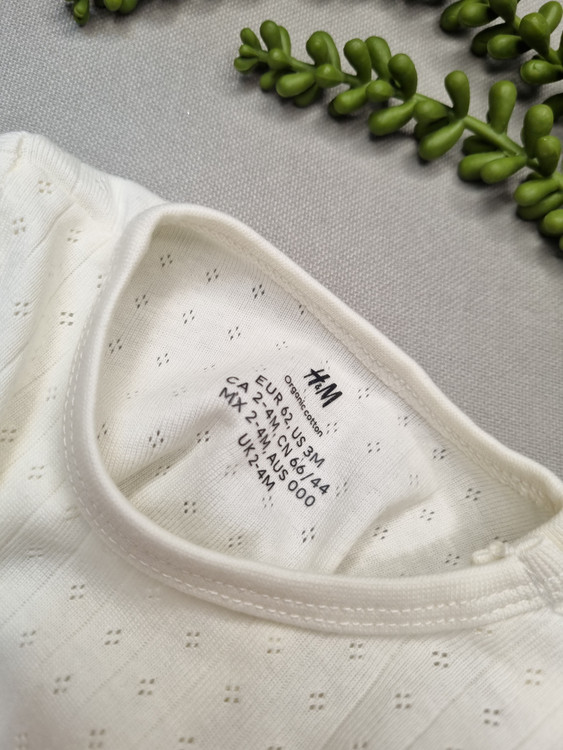 H&M
Organic cotton
EUR 62, US 3M
CA 2-4M, CN 66/44
MX 2-4M, AUS 000
UK 2-4M